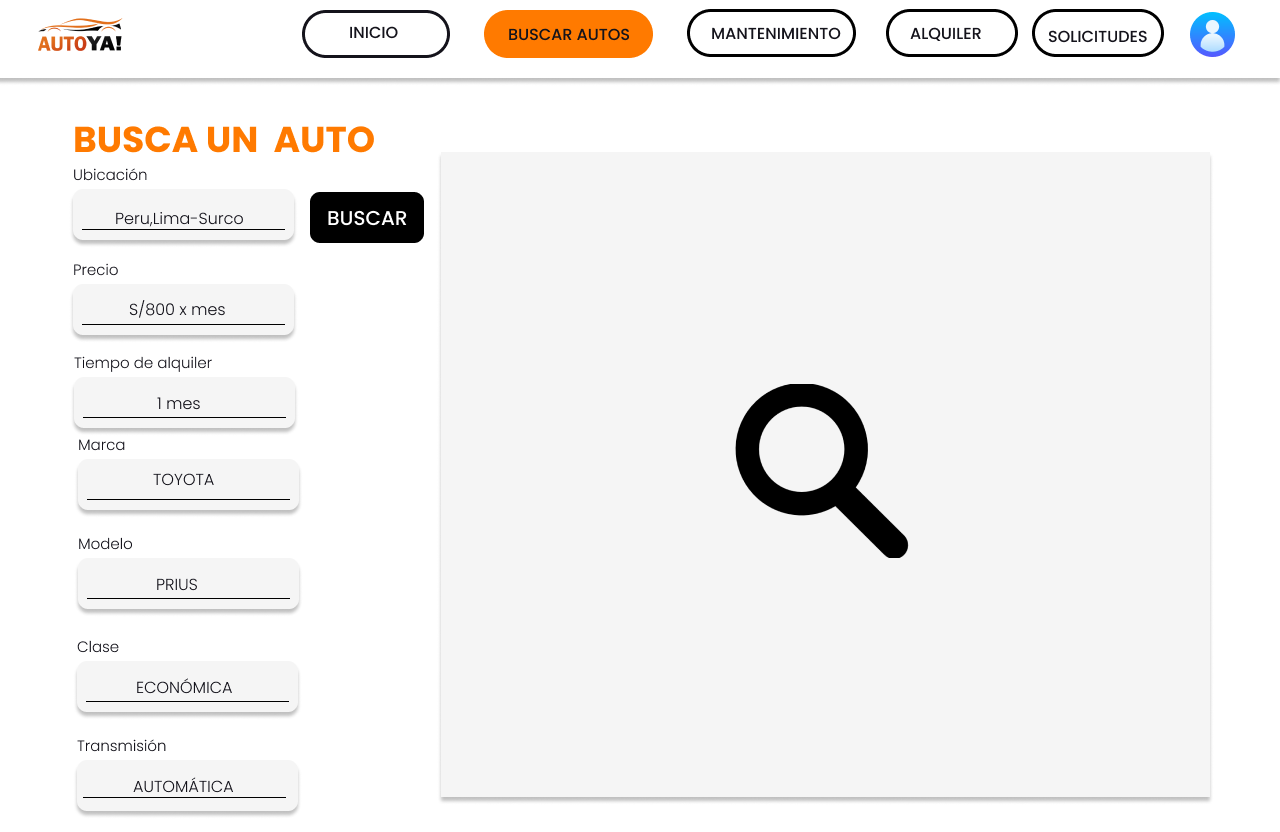 AUTOYA!
INICIO
BUSCAR AUTOS
MANTENIMIENTO
ALQUILER
SOLICITUDES
BUSCA UN AUTO
Ubicación
Peru,Lima-Surco
BUSCAR
Precio
S/800 x mes
Tiempo de alquiler
1 mes
Marca
TOYOTA
Modelo
PRIUS
Clase
ECONÓMICA
Transmisión
AUTOMÁTICA